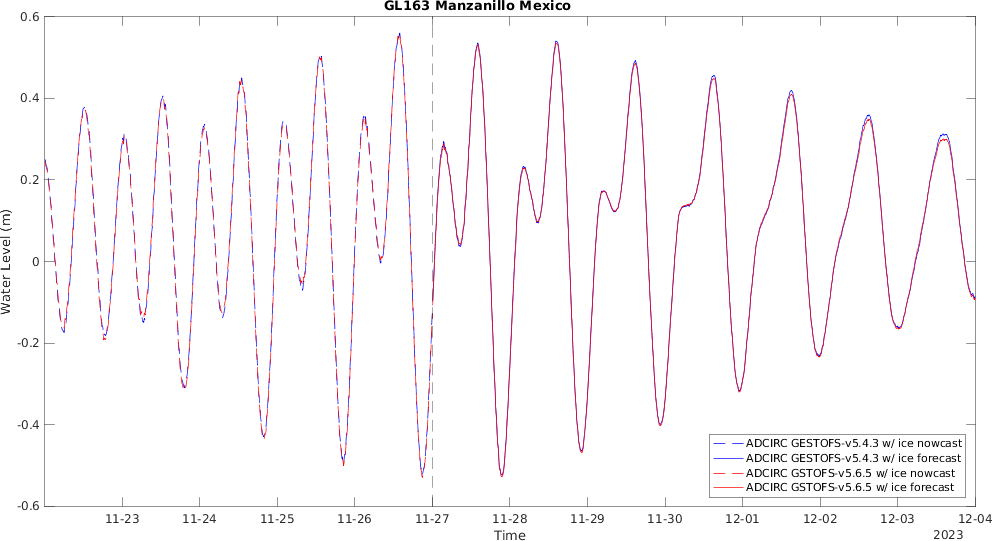 GL163 Manzanillo Mexico
0.6
0.4
0.2
0
-0.2
-0.4
-0.6
Water Level (m)
ADCIRC GESTOFS-v5.4.3 w/ ice nowcast
ADCIRC GESTOFS-v5.4.3 w/ ice forecast
ADCIRC GSTOFS-v5.6.5 w/ ice nowcast
ADCIRC GSTOFS-v5.6.5 w/ ice forecast
11-23 11-24 11-25 11-26 11-27 11-28 11-29 11-30 12-01 12-02 12-03 12-04
Time 2023